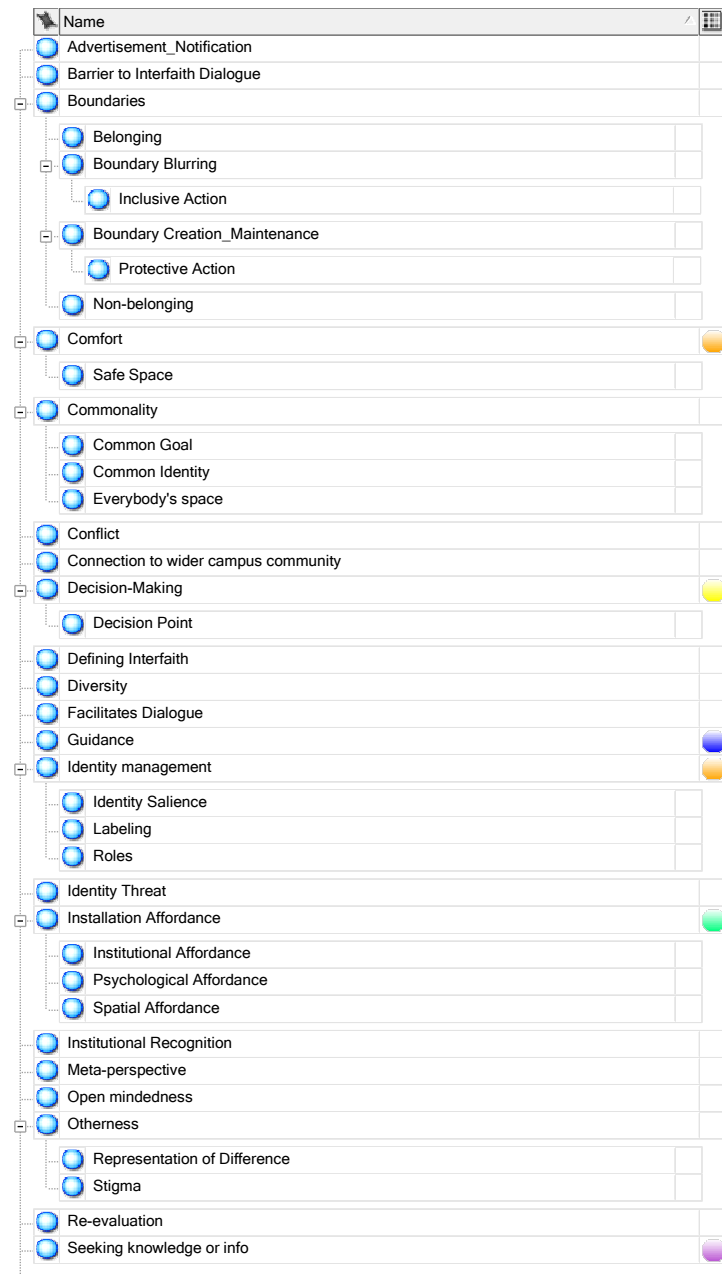 Name
Advertisement_Notification
Barrier to Interfaith Dialogue
Boundaries
Belonging
Boundary Blurring
Inclusive Action
Boundary Creation_Maintenance
Protective Action
Non-belonging
Comfort
Safe Space
Commonality
Common Goal
Common Identity
Everybody's space
Conflict
Connection to wider campus community
Decision-Making
Decision Point
Defining Interfaith
Diversity
Facilitates Dialogue
Guidance
Identity management
Identity Salience
Labeling
Roles
Identity Threat
Installation Affordance
Institutional Affordance
Psychological Affordance
Spatial Affordance
Institutional Recognition
Meta-perspective
Open mindedness
Otherness
Representation of Difference
Stigma
Re-evaluation
Seeking knowledge or info